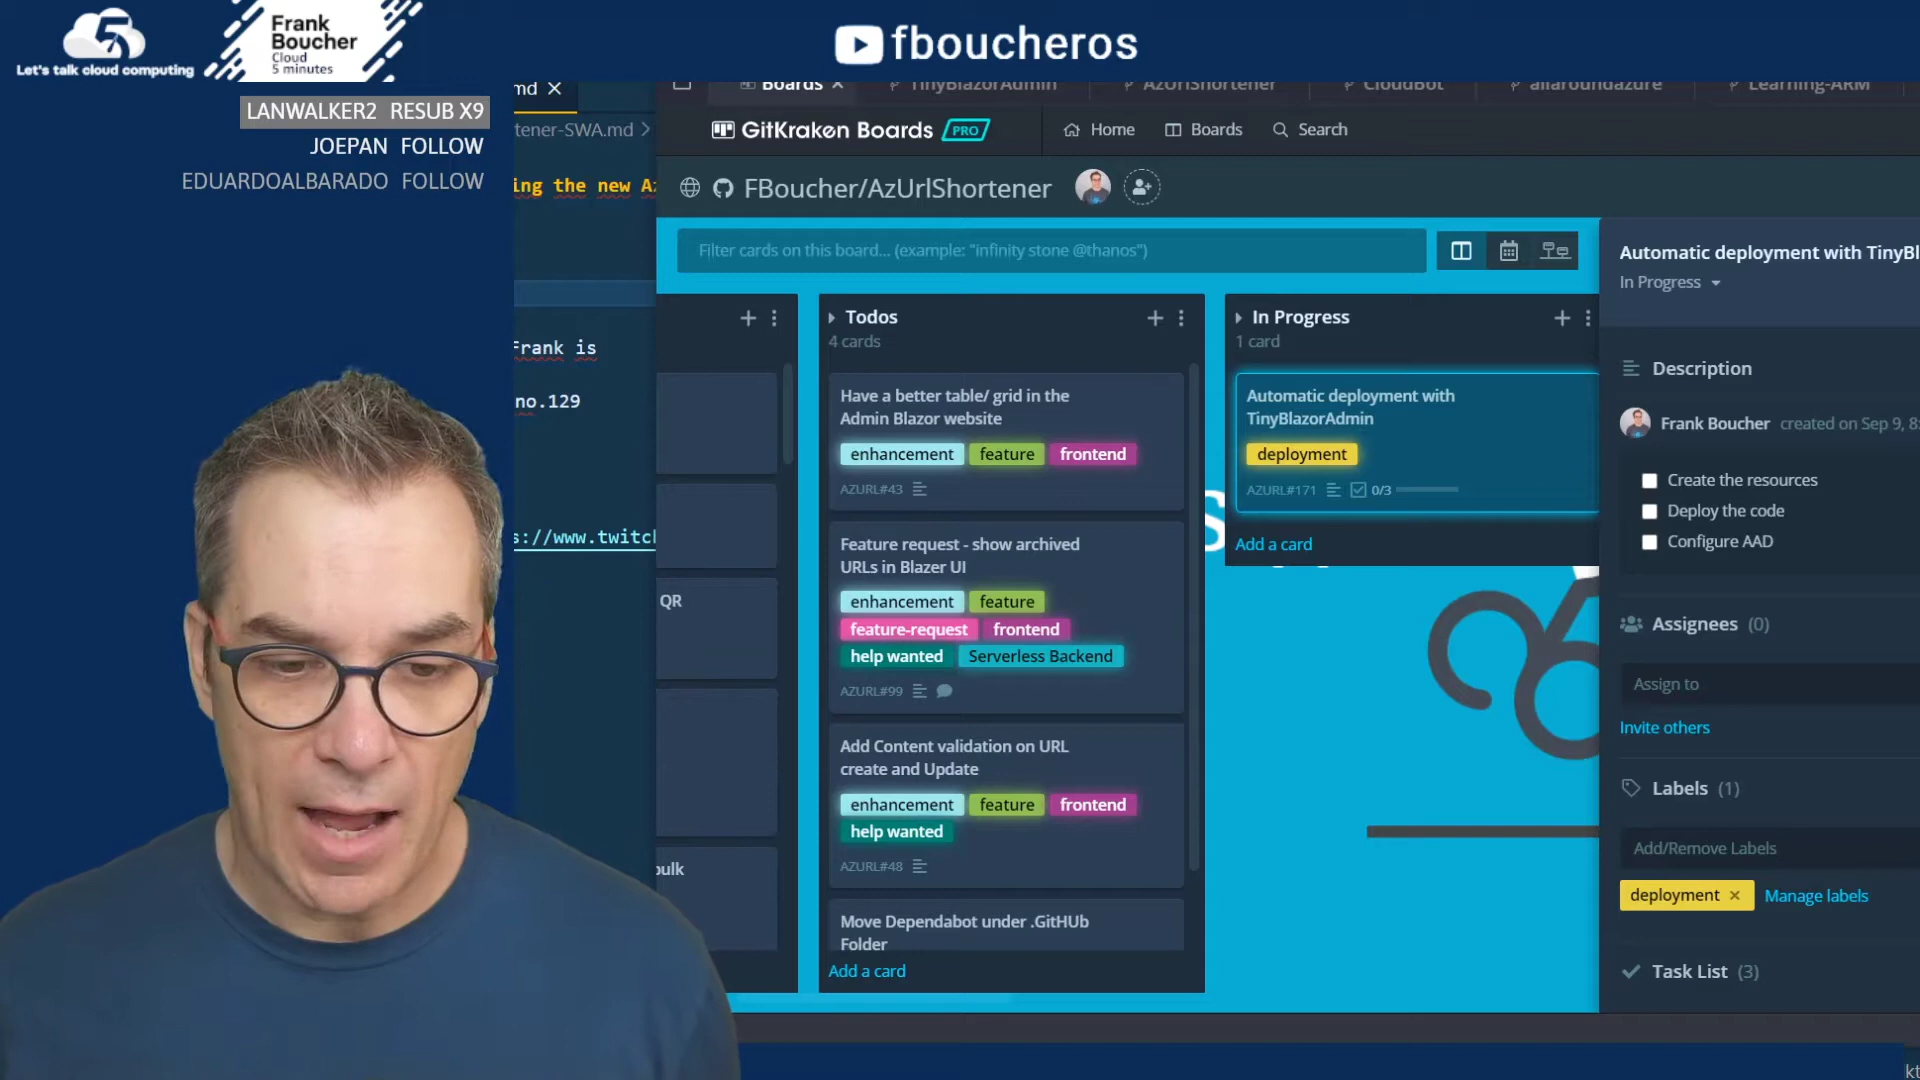 5
Let's talk cloud computing
Frank
Boucher
Cloud
5 minutes
fboucheros
LANWALKER2 RESUB X9
JOEPAN FOLLOW
EDUARDOALBARADO FOLLOW
md
tener-SWA.md
ing the new Az
Frank is
no.129
s://www.twitch
Boards
TinyBlazorAdmin
AzUrlShortener
CloudBot
allaroundazure
Learning-ARM
GitKraken Boards PRO
Home
Boards
Search
FBoucher/AzUrlShortener
Filter cards on this board... (example: "infinity stone @thanos")
QR
bulk
Todos
4 cards
Have a better table/ grid in the
Admin Blazor website
enhancement feature frontend
AZURL#43
Feature request - show archived
URLs in Blazer UI
enhancement feature
feature-request frontend
help wanted Serverless Backend
AZURL#99
Add Content validation on URL
create and Update
enhancement feature frontend
help wanted
AZURL#48
Move Dependabot under .GitHUb
Folder
Add a card
In Progress
1 card
Automatic deployment with
TinyBlazorAdmin
deployment
AZURL#171 0/3
Add a card
Automatic deployment with TinyBl
In Progress
Description
Frank Boucher created on Sep 9, 8:
Create the resources
Deploy the code
Configure AAD
Assignees (0)
Assign to
Invite others
Labels (1)
Add/Remove Labels
deployment
Manage labels
Task List (3)
kt